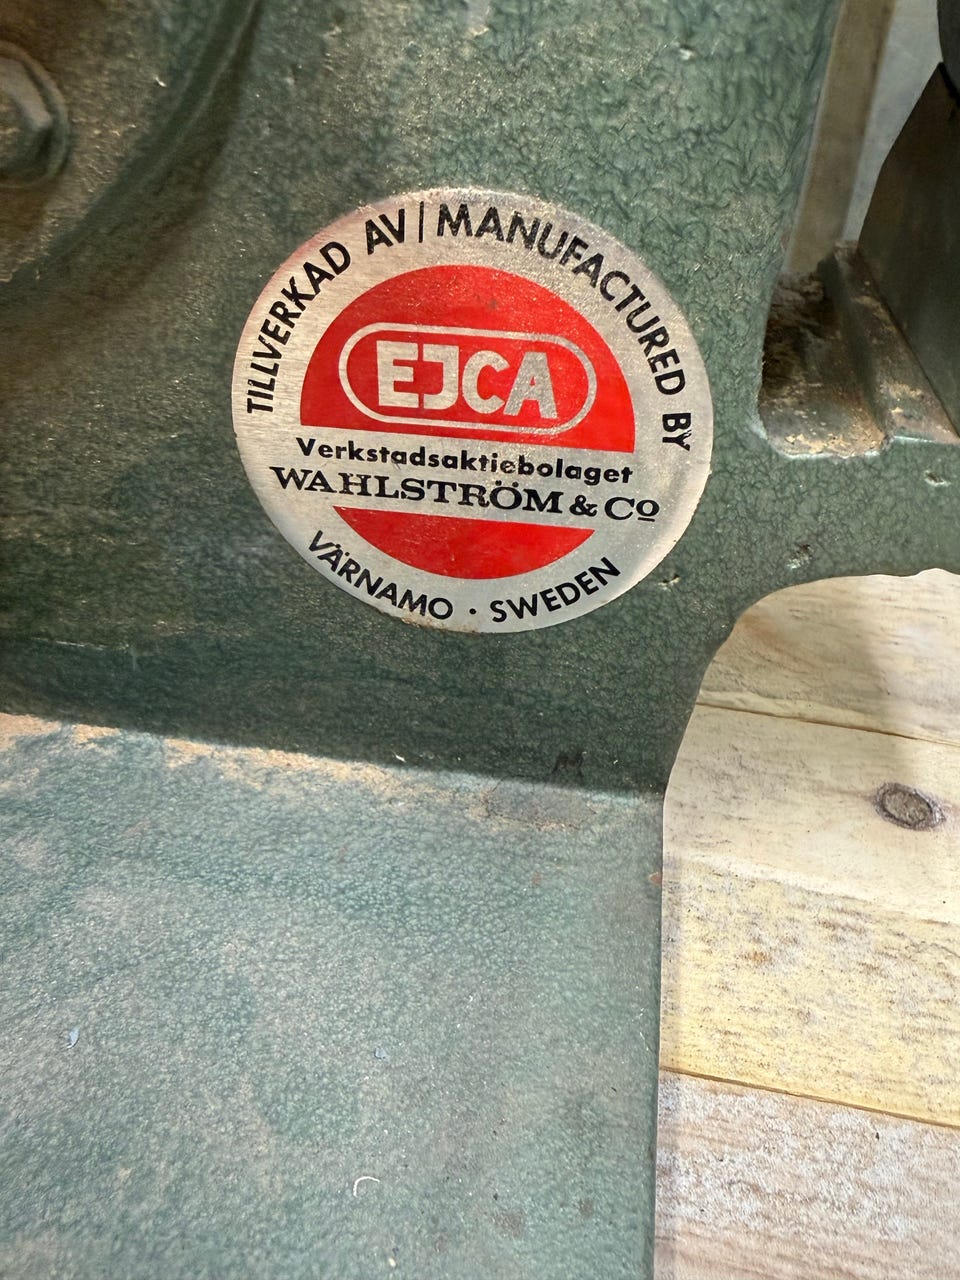 TILLVERKAD AV / MANUFACTURED BY
EJCA
Verkstadsaktiebolaget
WAHLSTRÖM & Cº
VÄRNAMO · SWEDEN